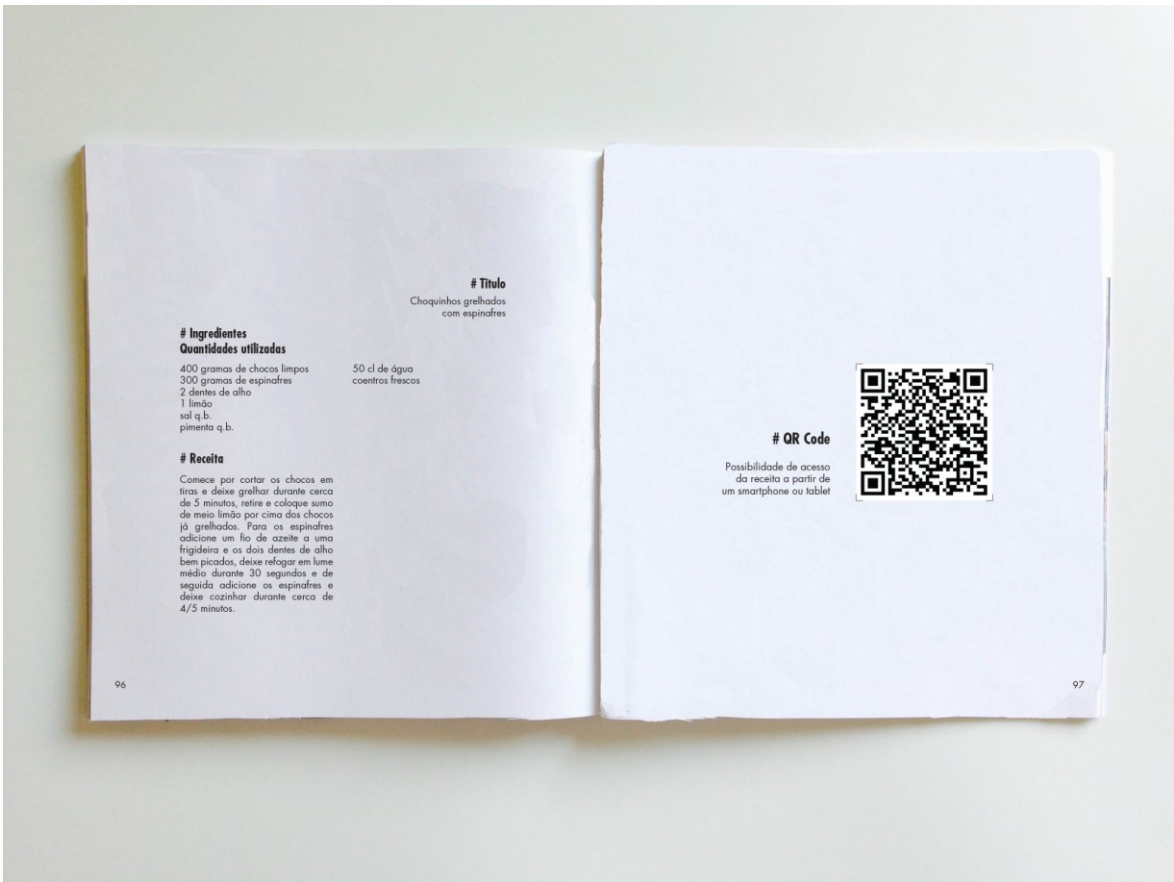 # Titulo
Choquinhos grelhados
com espinafres
# Ingredientes
Quantidades utilizadas
400 gramas de chocos limpos
300 gramas de espinafres
2 dentes de alho
1 limão
sal q.b.
pimenta q.b.
50 cl de água
coentros frescos
# Receita
Comece por cortar os chocos em
tiras e deixe grelhar durante cerca
de 5 minutos, retire e coloque sumo
de meio limão por cima dos chocos
já grelhados. Para os espinafres
adicione um fio de azeite a uma
frigideira e os dois dentes de alho
bem picados, deixe refogar em lume
médio durante 30 segundos e de
seguida adicione os espinafres e
deixe cozinhar durante cerca de
4/5 minutos.
96
# QR Code
Possibilidade de acesso
da receita a partir de
um smartphone ou tablet
97